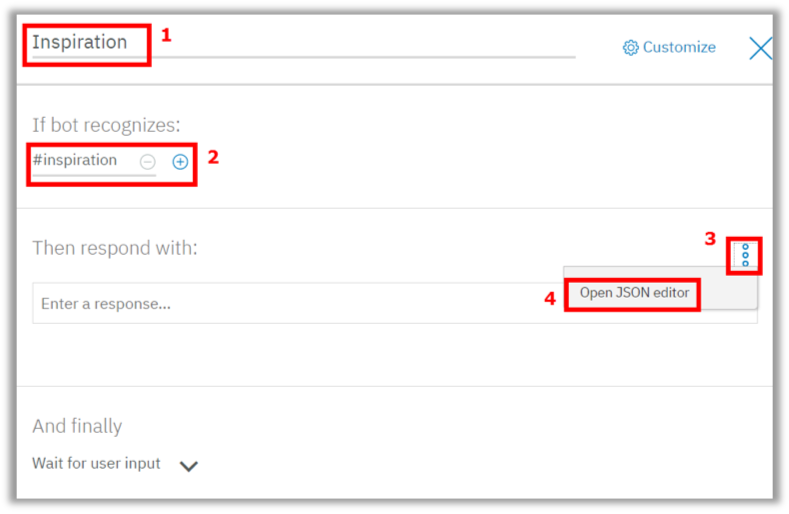 Inspiration 1
Customize
If bot recognizes:
#inspiration 2
Then respond with: 3
4 Open JSON editor
Enter a response...
And finally
Wait for user input